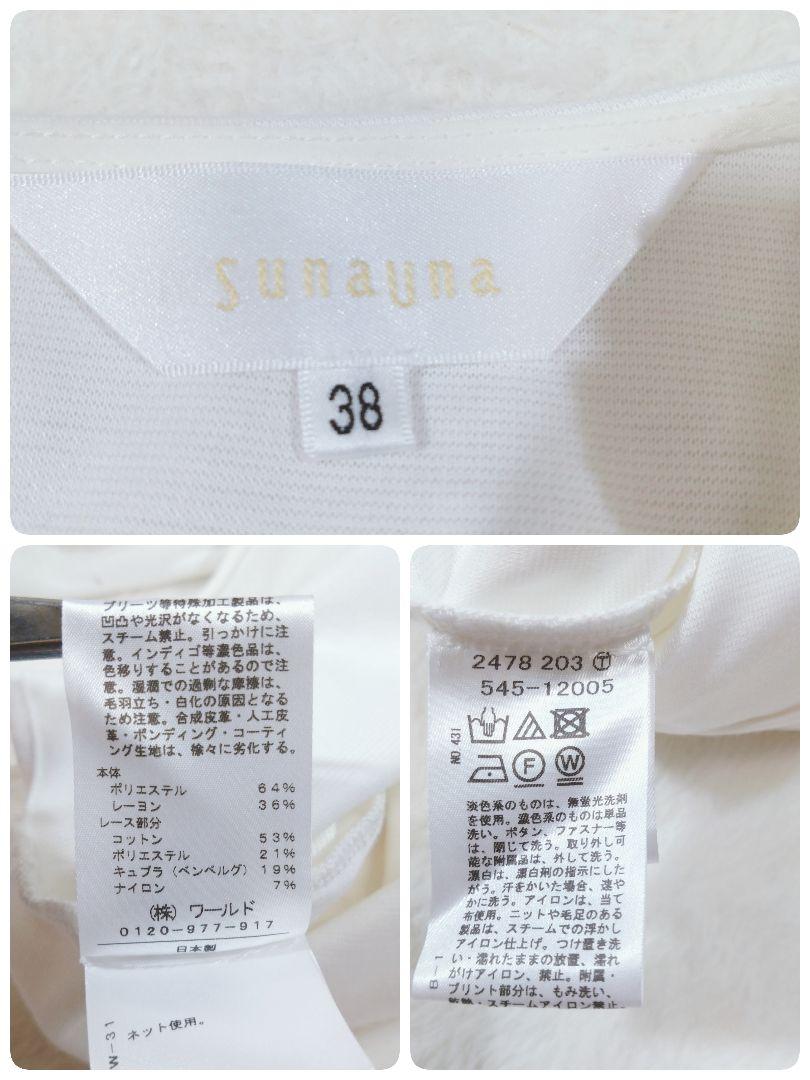 sunauna
38
プリーツ等特殊加工製品は、
凹凸や光沢がなくなるため、
スチーム禁止。引っかけに注
意。インディゴ等濃色品は、
色移りすることがあるので注
意。湿潤での過剰な摩擦は、
毛羽立ち・白化の原因となる
ため注意。合成皮革・人工皮
革・ボンディング・コーティ
ング生地は、徐々に劣化する。
本体
ポリエステル 64%
レーヨン 36%
レース部分
コットン 53%
ポリエステル 21%
キュプラ（ベンベルグ） 19%
ナイロン 7%
（株）ワールド
0120-977-917
日本製
W-31
ネット使用。
2478 203 Ⓣ
545-12005
NO.431
F
W
淡色系のものは、無蛍光洗剤
を使用。濃色系のものは単品
洗い。ボタン、ファスナー等
は、閉じて洗う。取り外し可
能な附属品は、外して洗う。
漂白は、漂白剤の指示にした
がう。汗をかいた場合、速や
かに洗う。アイロンは、当て
布使用。ニットや毛足のある
製品は、スチームでの浮かし
アイロン仕上げ。つけ置き洗
い・濡れたままの放置、濡れ
がけアイロン、禁止。附属・
プリント部分は、もみ洗い、
乾熱・スチームアイロン禁止。
B-1